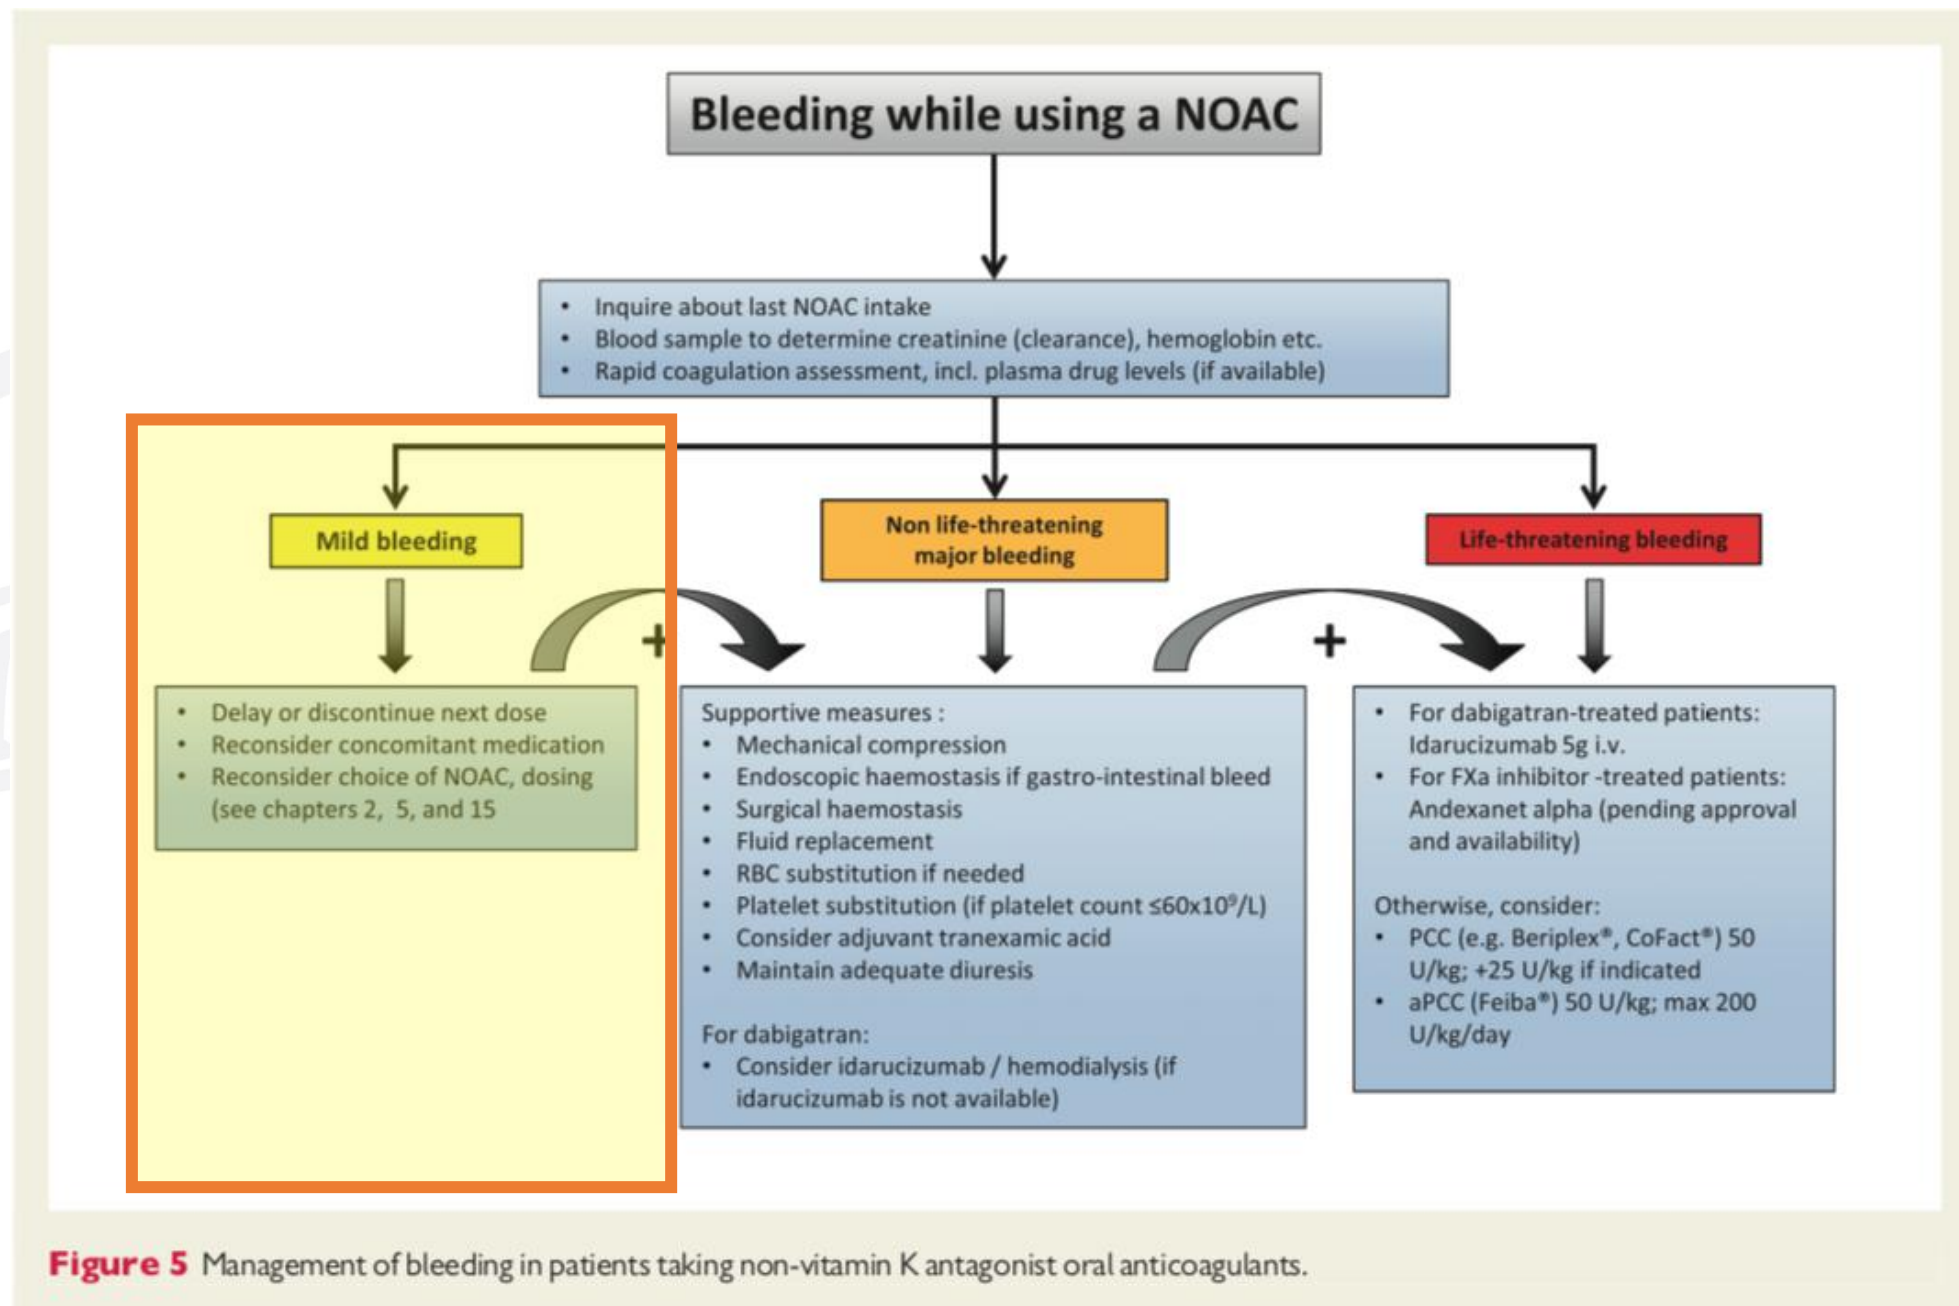 Bleeding while using a NOAC
• Inquire about last NOAC intake
• Blood sample to determine creatinine (clearance), hemoglobin etc.
• Rapid coagulation assessment, incl. plasma drug levels (if available)
Mild bleeding
Non life-threatening
major bleeding
Life-threatening bleeding
+
+
• Delay or discontinue next dose
• Reconsider concomitant medication
• Reconsider choice of NOAC, dosing
(see chapters 2, 5, and 15
Supportive measures :
• Mechanical compression
• Endoscopic haemostasis if gastro-intestinal bleed
• Surgical haemostasis
• Fluid replacement
• RBC substitution if needed
• Platelet substitution (if platelet count ≤60x10⁹/L)
• Consider adjuvant tranexamic acid
• Maintain adequate diuresis
For dabigatran:
• Consider idarucizumab / hemodialysis (if
idarucizumab is not available)
• For dabigatran-treated patients:
Idarucizumab 5g i.v.
• For FXa inhibitor -treated patients:
Andexanet alpha (pending approval
and availability)
Otherwise, consider:
• PCC (e.g. Beriplex®, CoFact®) 50
U/kg; +25 U/kg if indicated
• aPCC (Feiba®) 50 U/kg; max 200
U/kg/day
Figure 5 Management of bleeding in patients taking non-vitamin K antagonist oral anticoagulants.